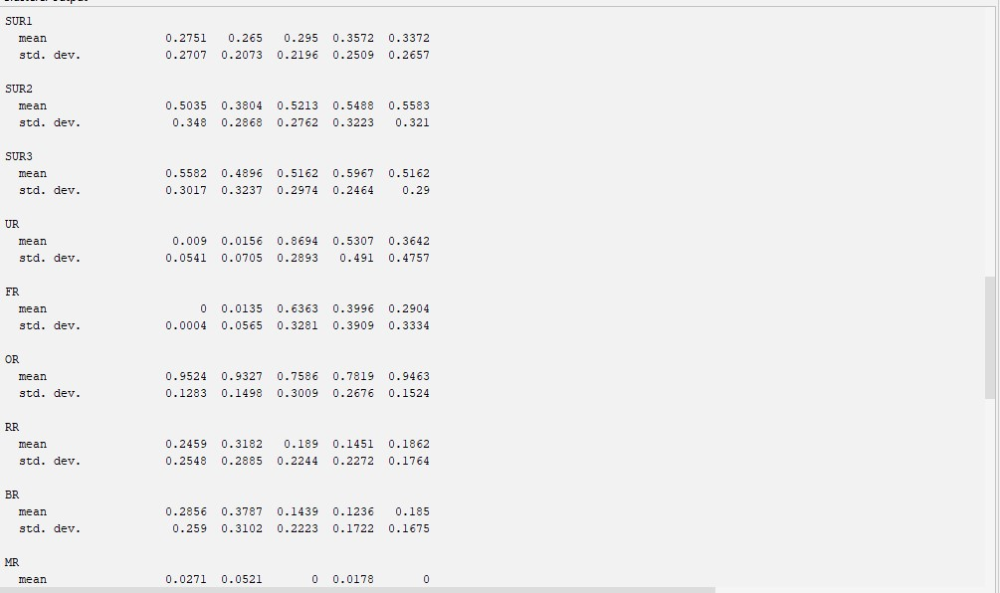 SUR1
mean 0.2751 0.265 0.295 0.3572 0.3372
std. dev. 0.2707 0.2073 0.2196 0.2509 0.2657
SUR2
mean 0.5035 0.3804 0.5213 0.5488 0.5583
std. dev. 0.348 0.2868 0.2762 0.3223 0.321
SUR3
mean 0.5582 0.4896 0.5162 0.5967 0.5162
std. dev. 0.3017 0.3237 0.2974 0.2464 0.29
UR
mean 0.009 0.0156 0.8694 0.5307 0.3642
std. dev. 0.0541 0.0705 0.2893 0.491 0.4757
FR
mean 0 0.0135 0.6363 0.3996 0.2904
std. dev. 0.0004 0.0565 0.3281 0.3909 0.3334
OR
mean 0.9524 0.9327 0.7586 0.7819 0.9463
std. dev. 0.1283 0.1498 0.3009 0.2676 0.1524
RR
mean 0.2459 0.3182 0.189 0.1451 0.1862
std. dev. 0.2548 0.2885 0.2244 0.2272 0.1764
BR
mean 0.2856 0.3787 0.1439 0.1236 0.185
std. dev. 0.259 0.3102 0.2223 0.1722 0.1675
MR
mean 0.0271 0.0521 0 0.0178 0